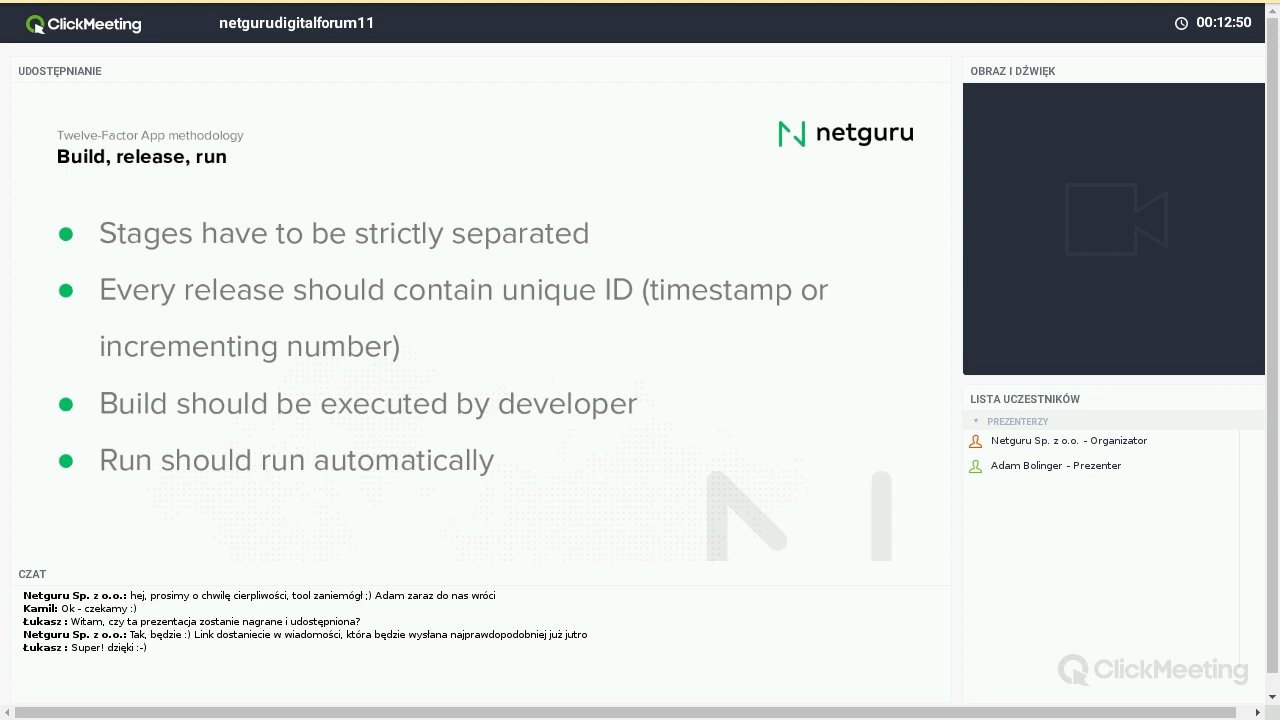 ClickMeeting
netgurudigitalforum11
00:12:50
UDOSTĘPNIANIE
Twelve-Factor App methodology
Build, release, run
netguru
Stages have to be strictly separated
Every release should contain unique ID (timestamp or
incrementing number)
Build should be executed by developer
Run should run automatically
CZAT
Netguru Sp. z o.o.: hej, prosimy o chwilę cierpliwości, tool zaniemógł ;) Adam zaraz do nas wróci
Kamil: Ok - czekamy :)
Łukasz : Witam, czy ta prezentacja zostanie nagrane i udostępniona?
Netguru Sp. z o.o.: Tak, będzie :) Link dostaniecie w wiadomości, która będzie wysłana najprawdopodobniej już jutro
Łukasz : Super! dzięki :-)
OBRAZ I DŹWIĘK
LISTA UCZESTNIKÓW
PREZENTERZY
Netguru Sp. z o.o. - Organizator
Adam Bolinger - Prezenter
ClickMeeting